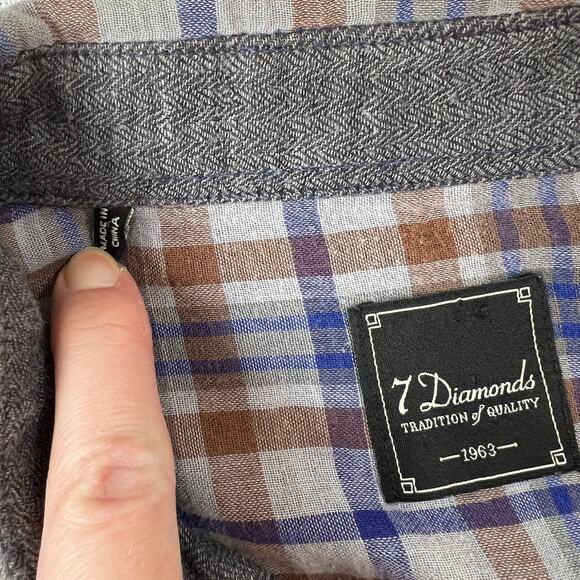 MADE IN
CHINA
7 Diamonds
TRADITION of QUALITY
1963